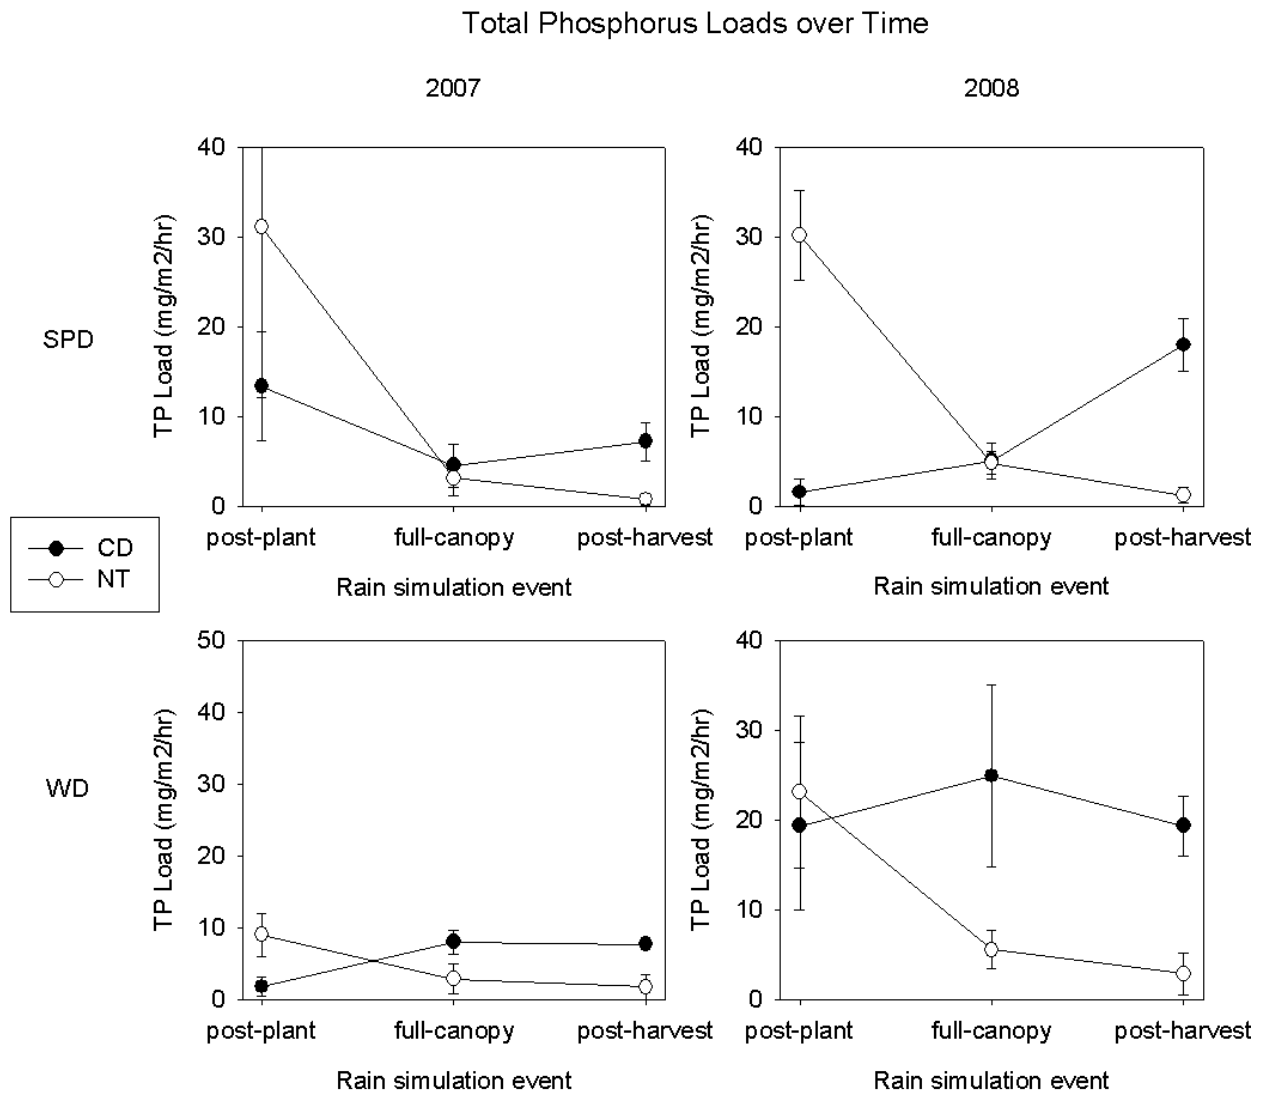 Total Phosphorus Loads over Time
2007
2008
SPD
TP Load (mg/m2/hr)
40
30
20
10
0
post-plant full-canopy post-harvest
Rain simulation event
TP Load (mg/m2/hr)
40
30
20
10
0
post-plant full-canopy post-harvest
Rain simulation event
CD
NT
WD
TP Load (mg/m2/hr)
50
40
30
20
10
0
post-plant full-canopy post-harvest
Rain simulation event
TP Load (mg/m2/hr)
40
30
20
10
0
post-plant full-canopy post-harvest
Rain simulation event